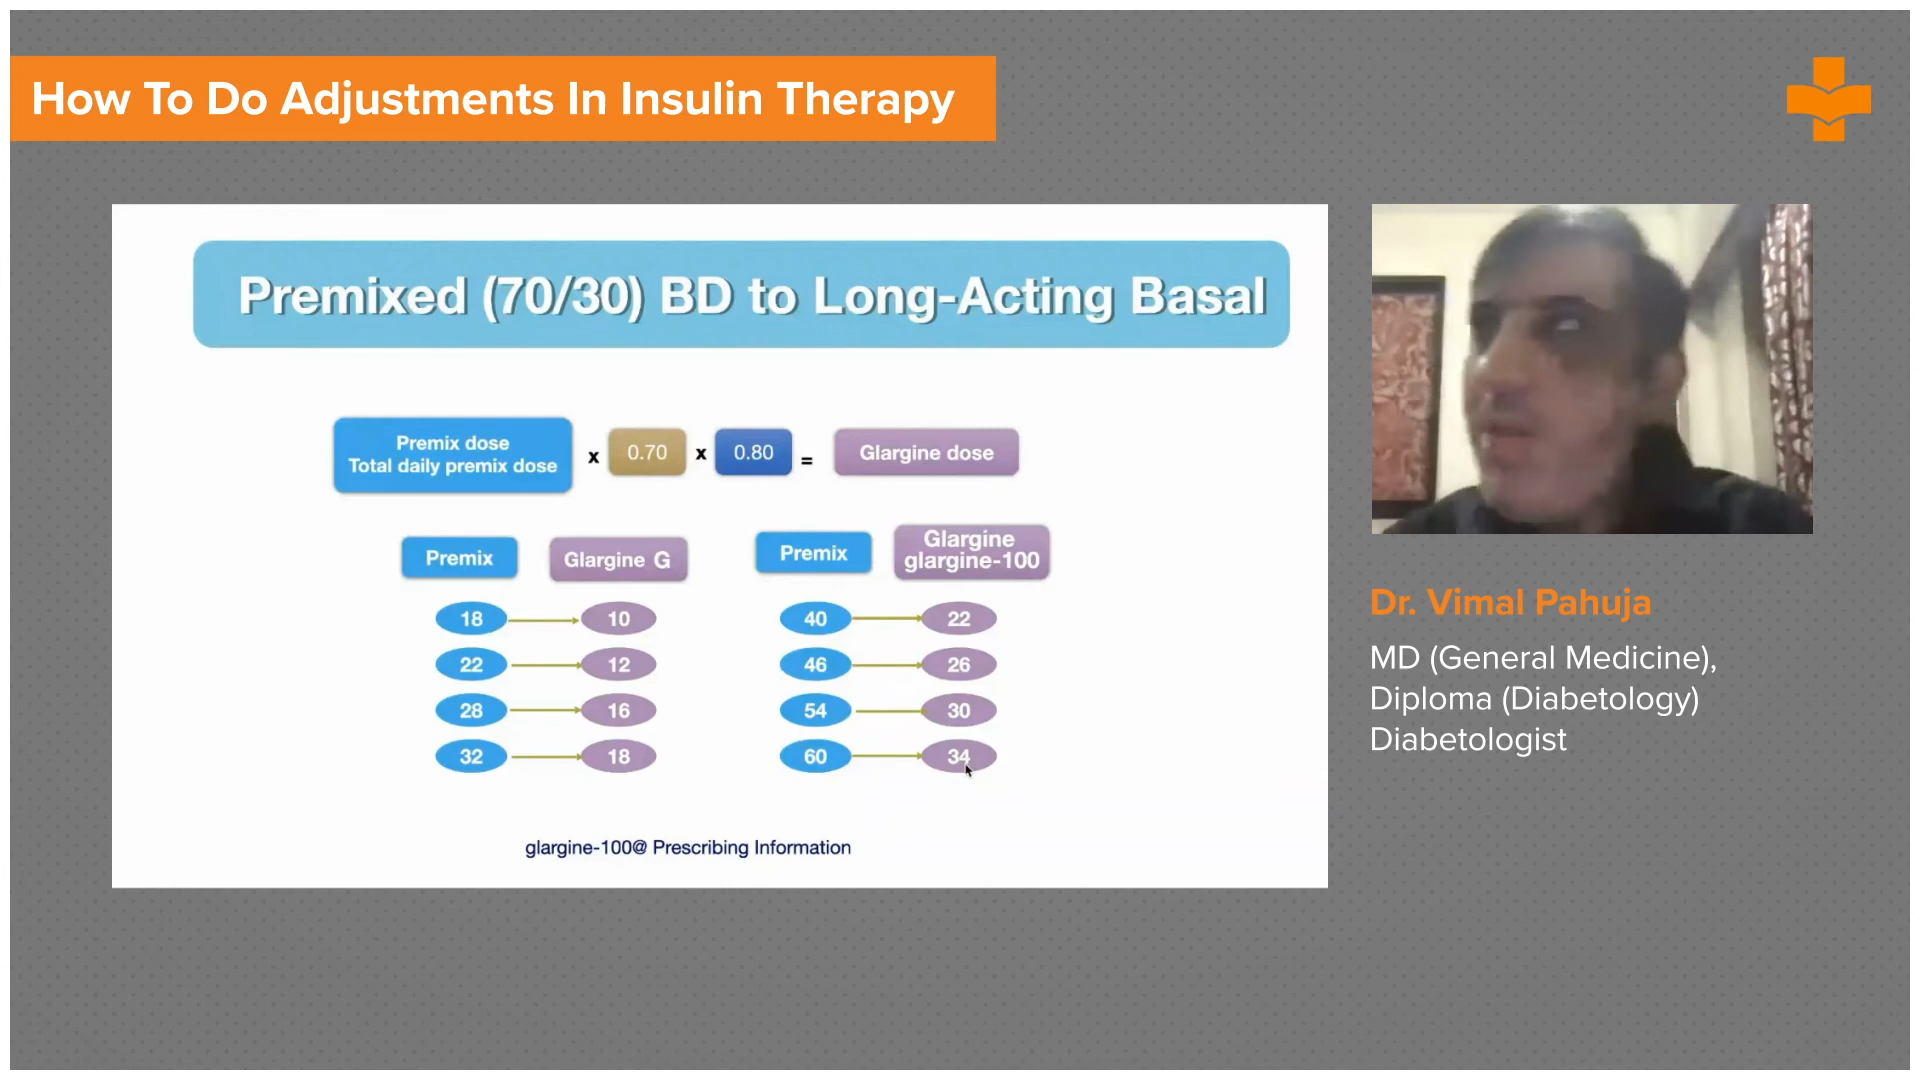 How To Do Adjustments In Insulin Therapy
Premixed (70/30) BD to Long-Acting Basal
Premix dose
Total daily premix dose
x 0.70 x 0.80 = Glargine dose
Premix Glargine G
18 10
22 12
28 16
32 18
Premix Glargine
glargine-100
40 22
46 26
54 30
60 34
glargine-100@ Prescribing Information
Dr. Vimal Pahuja
MD (General Medicine),
Diploma (Diabetology)
Diabetologist